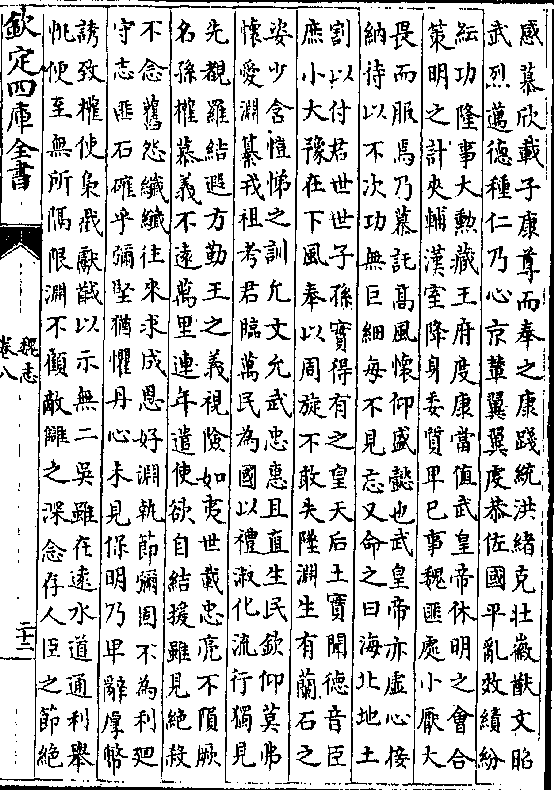 感慕欣戴子康尊而奉之康踐統洪緒克壯徽猷文昭
武烈邁德種仁乃心京輦翼翼虔恭佐國平亂效績紛
紜功隆事大勲藏王府度康當值武皇帝休明之會合
策明之計夾輔漢室降身委質卑已事魏匪處小厭大
畏而服焉乃慕託髙風懷仰盛懿也武皇帝亦虛心接
納待以不次功無巨細毎不見忘又命之曰海北地土
割以付君世世子孫實得有之皇天后土實聞德音臣
庶小大豫在下風奉以周旋不敢失墜淵生有蘭石之
姿少含愷悌之訓允文允武忠惠且直生民欽仰莫弗
懷愛淵纂戎祖考君臨萬民為國以禮淑化流行獨見
先覩羅結遐方勤王之義視險如夷世載忠亮不隕厥
名孫權慕義不逺萬里連年遣使欲自結援雖見絶殺
不念舊怨纖纖往來求成恩好淵執節彌固不為利迴
守志匪石確乎彌堅猶懼丹心未見保明乃卑辭厚幣
誘致權使梟截獻馘以示無二吳雖在逺水道通利舉
帆便至無所隔限淵不顧敵讎之深念存人臣之節絶
欽定四庫全書
魏志
卷八
二十二